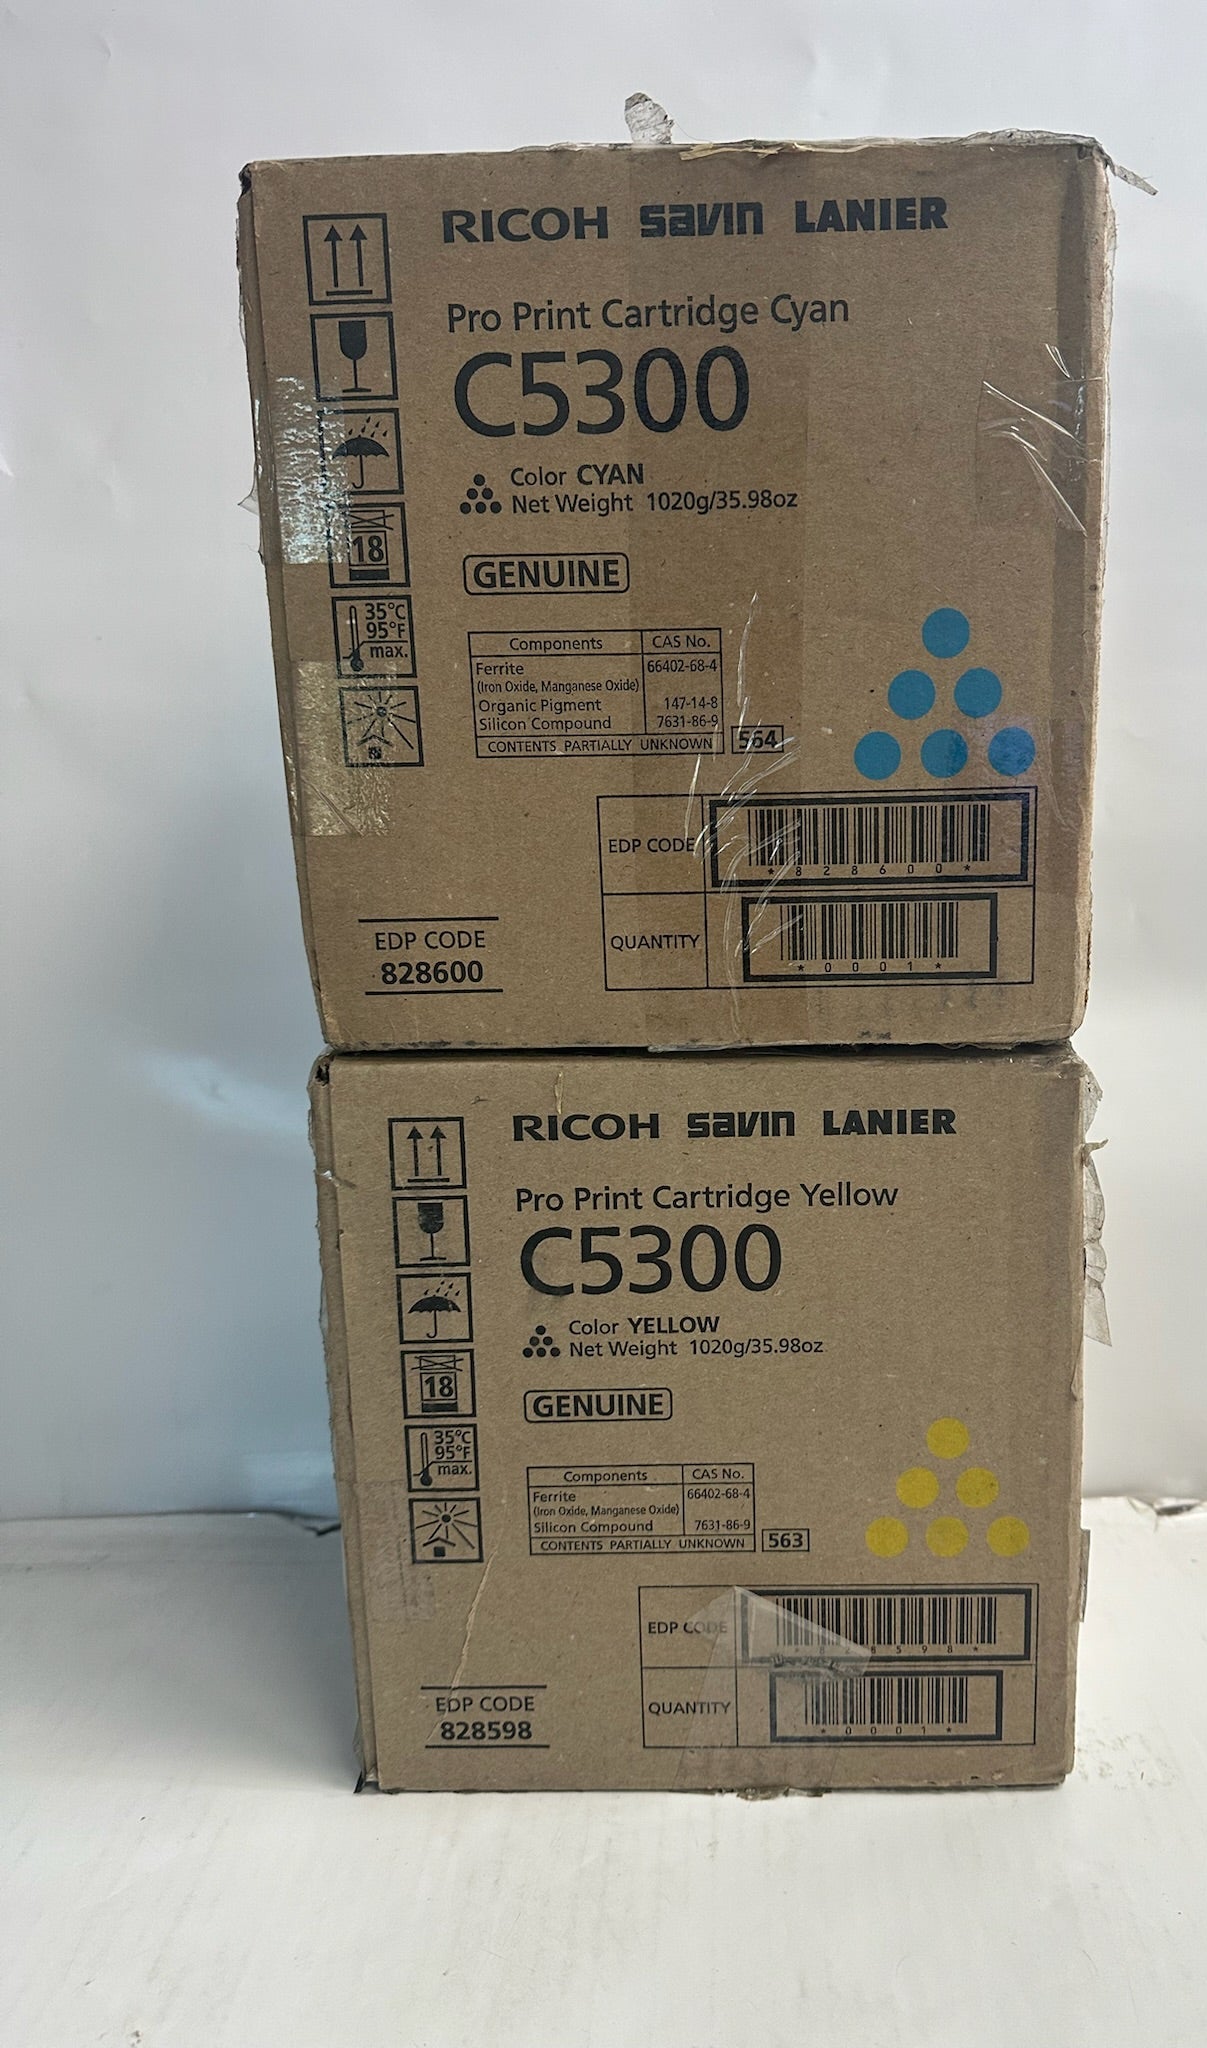 RICOH savin LANIER
Pro Print Cartridge Cyan
C5300
Color CYAN
Net Weight 1020g/35.98oz
18
GENUINE
35°C
95°F
max.
Components CAS No.
Ferrite 66402-68-4
(Iron Oxide, Manganese Oxide)
Organic Pigment 147-14-8
Silicon Compound 7631-86-9
CONTENTS PARTIALLY UNKNOWN 564
EDP CODE
*828600*
QUANTITY
*0001*
EDP CODE
828600
RICOH savin LANIER
Pro Print Cartridge Yellow
C5300
Color YELLOW
Net Weight 1020g/35.98oz
18
GENUINE
35°C
95°F
max.
Components CAS No.
Ferrite 66402-68-4
(Iron Oxide, Manganese Oxide)
Silicon Compound 7631-86-9
CONTENTS PARTIALLY UNKNOWN 563
EDP CODE
*828598*
QUANTITY
*0001*
EDP CODE
828598